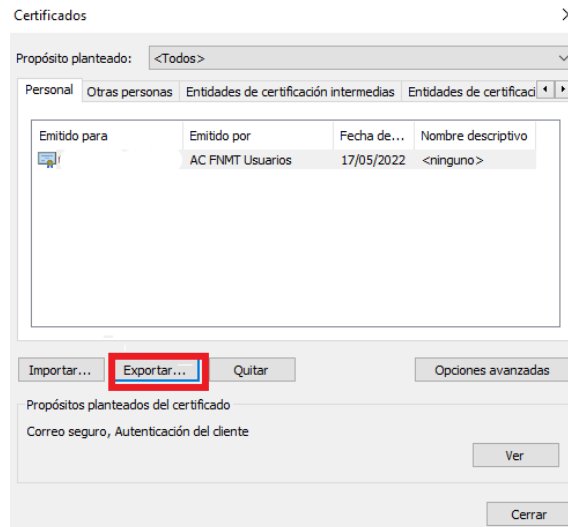 Certificados
Propósito planteado: <Todos>
Personal Otras personas Entidades de certificación intermedias Entidades de certificaci
Emitido para Emitido por Fecha de... Nombre descriptivo
AC FNMT Usuarios 17/05/2022 <ninguno>
Importar... Exportar... Quitar Opciones avanzadas
Propósitos planteados del certificado
Correo seguro, Autenticación del cliente
Ver
Cerrar